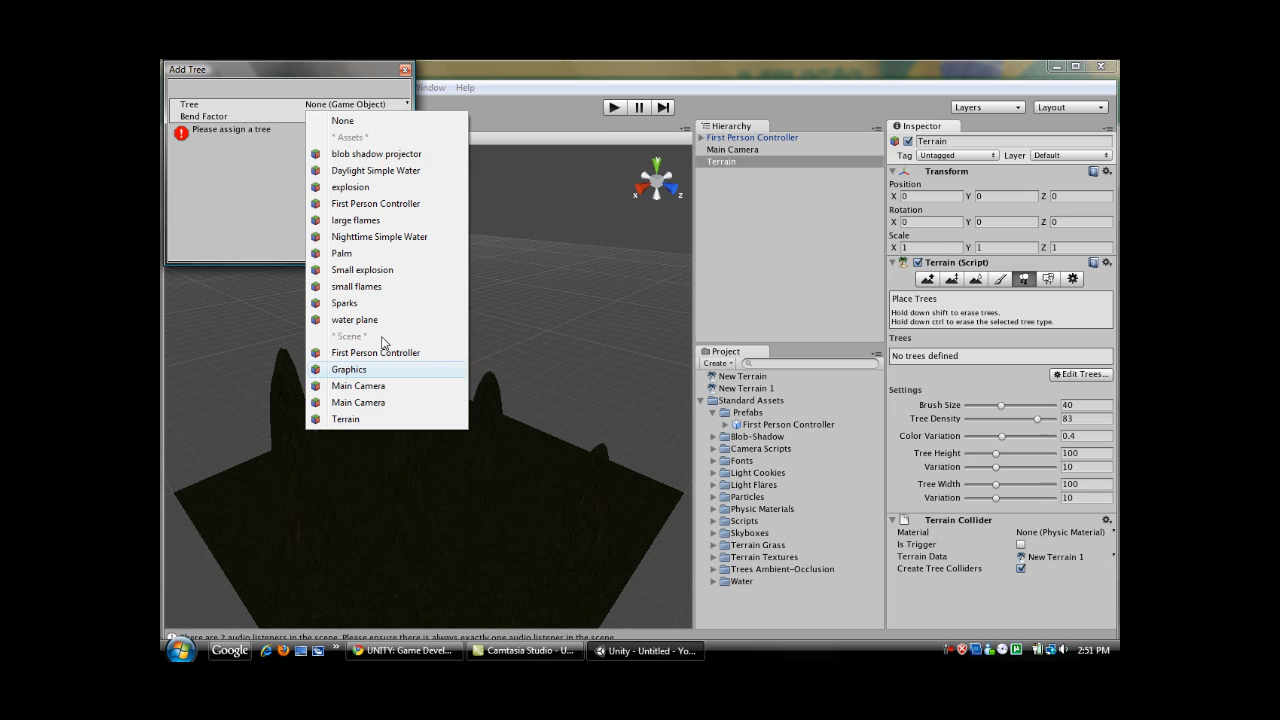 Add Tree
Window Help
Tree None (Game Object)
Bend Factor
Please assign a tree
None
* Assets *
blob shadow projector
Daylight Simple Water
explosion
First Person Controller
large flames
Nighttime Simple Water
Palm
Small explosion
small flames
Sparks
water plane
* Scene *
First Person Controller
Graphics
Main Camera
Main Camera
Terrain
x
y
z
Layers
Layout
Hierarchy
First Person Controller
Main Camera
Terrain
Project
Create
New Terrain
New Terrain 1
Standard Assets
Prefabs
First Person Controller
Blob-Shadow
Camera Scripts
Fonts
Light Cookies
Light Flares
Particles
Physic Materials
Scripts
Skyboxes
Terrain Grass
Terrain Textures
Trees Ambient-Occlusion
Water
Inspector
Terrain
Tag Untagged Layer Default
Transform
Position
X 0 Y 0 Z 0
Rotation
X 0 Y 0 Z 0
Scale
X 1 Y 1 Z 1
Terrain (Script)
Place Trees
Hold down shift to erase trees.
Hold down ctrl to erase the selected tree type.
Trees
No trees defined
Edit Trees...
Settings
Brush Size 40
Tree Density 83
Color Variation 0.4
Tree Height 100
Variation 10
Tree Width 100
Variation 10
Terrain Collider
Material None (Physic Material)
Is Trigger
Terrain Data New Terrain 1
Create Tree Colliders
There are 2 audio listeners in the scene. Please ensure there is always exactly one audio listener in the scene
Google
UNITY: Game Devel...
Camtasia Studio - U...
Unity - Untitled - Yo...
2:51 PM